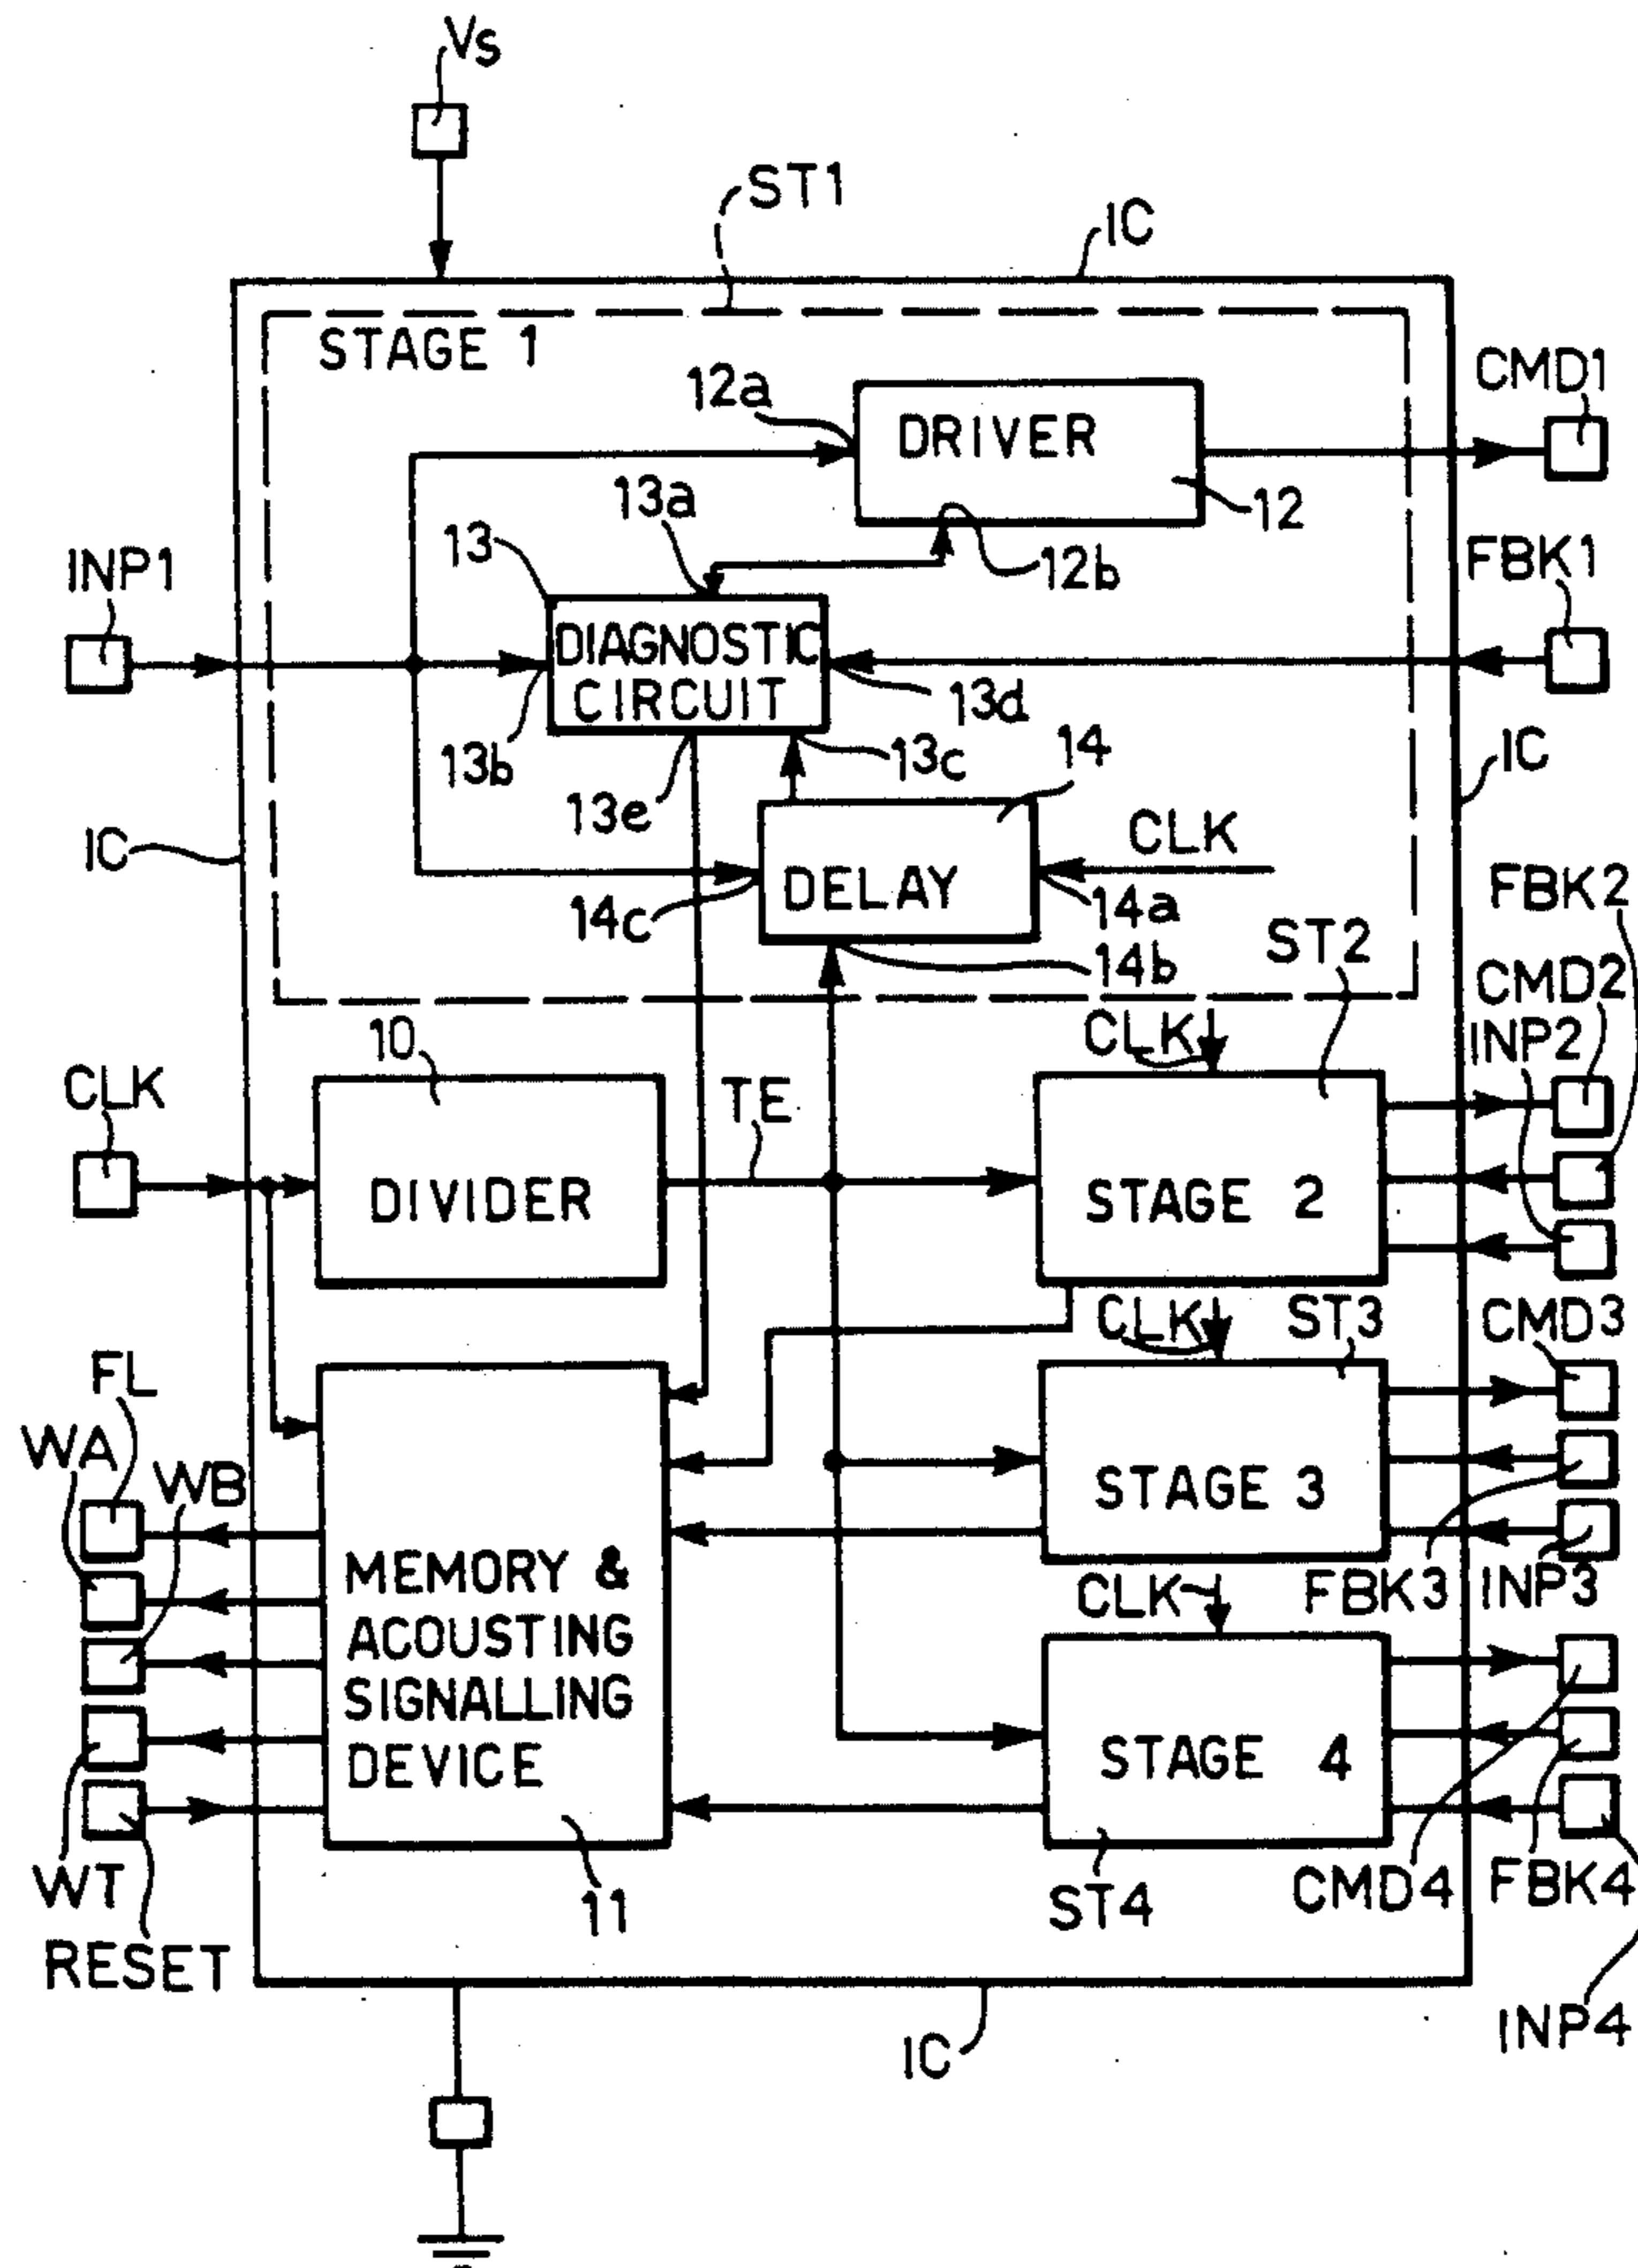 Vs
ST1
IC
STAGE 1
CMD1
12a
DRIVER
13a
12
13
FBK1
INP1
12b
DIAGNOSTIC
CIRCUIT
13d
13b
13c
14
IC
13e
CLK
IC
DELAY
FBK2
14c
14a
ST2
14b
CMD2
10
CLK
INP2
CLK
TE
DIVIDER
STAGE 2
CLK
ST3
CMD3
FL
WA
WB
STAGE 3
MEMORY &
ACOUSTING
SIGNALLING
DEVICE
CLK
FBK3
INP3
STAGE 4
WT
11
ST4
CMD4
FBK4
RESET
IC
INP4